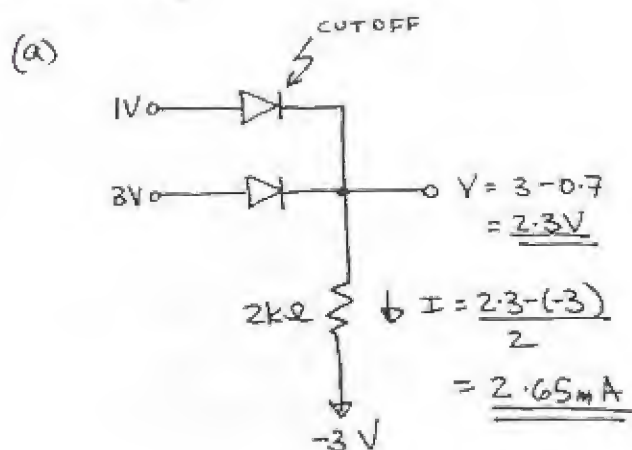 (a)
CUTOFF
1V
3V
V = 3 - 0.7
= 2.3V
2kΩ
I = 2.3-(-3)
2
= 2.65mA
-3 V